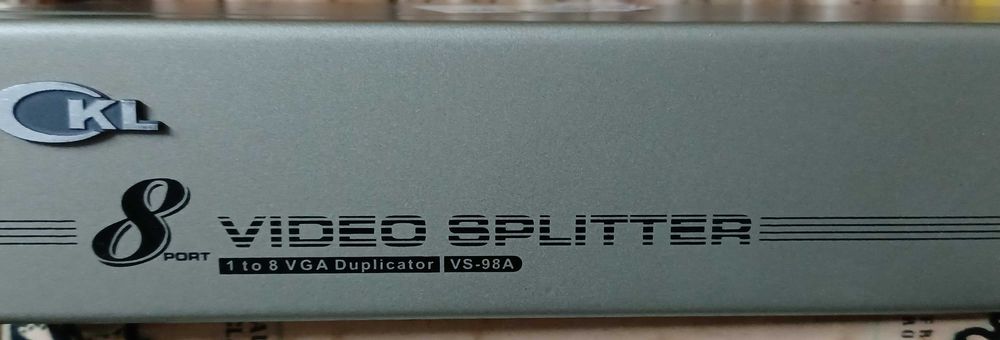 CKL
8 PORT VIDEO SPLITTER
1 to 8 VGA Duplicator VS-98A